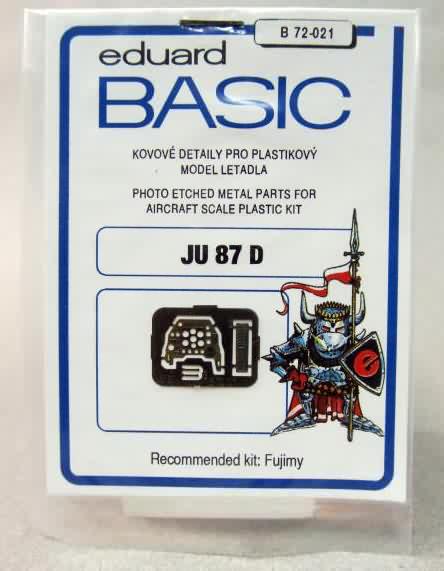 B 72-021
eduard
BASIC
KOVOVÉ DETAILY PRO PLASTIKOVÝ
MODEL LETADLA
PHOTO ETCHED METAL PARTS FOR
AIRCRAFT SCALE PLASTIC KIT
JU 87 D
e
Recommended kit: Fujimy